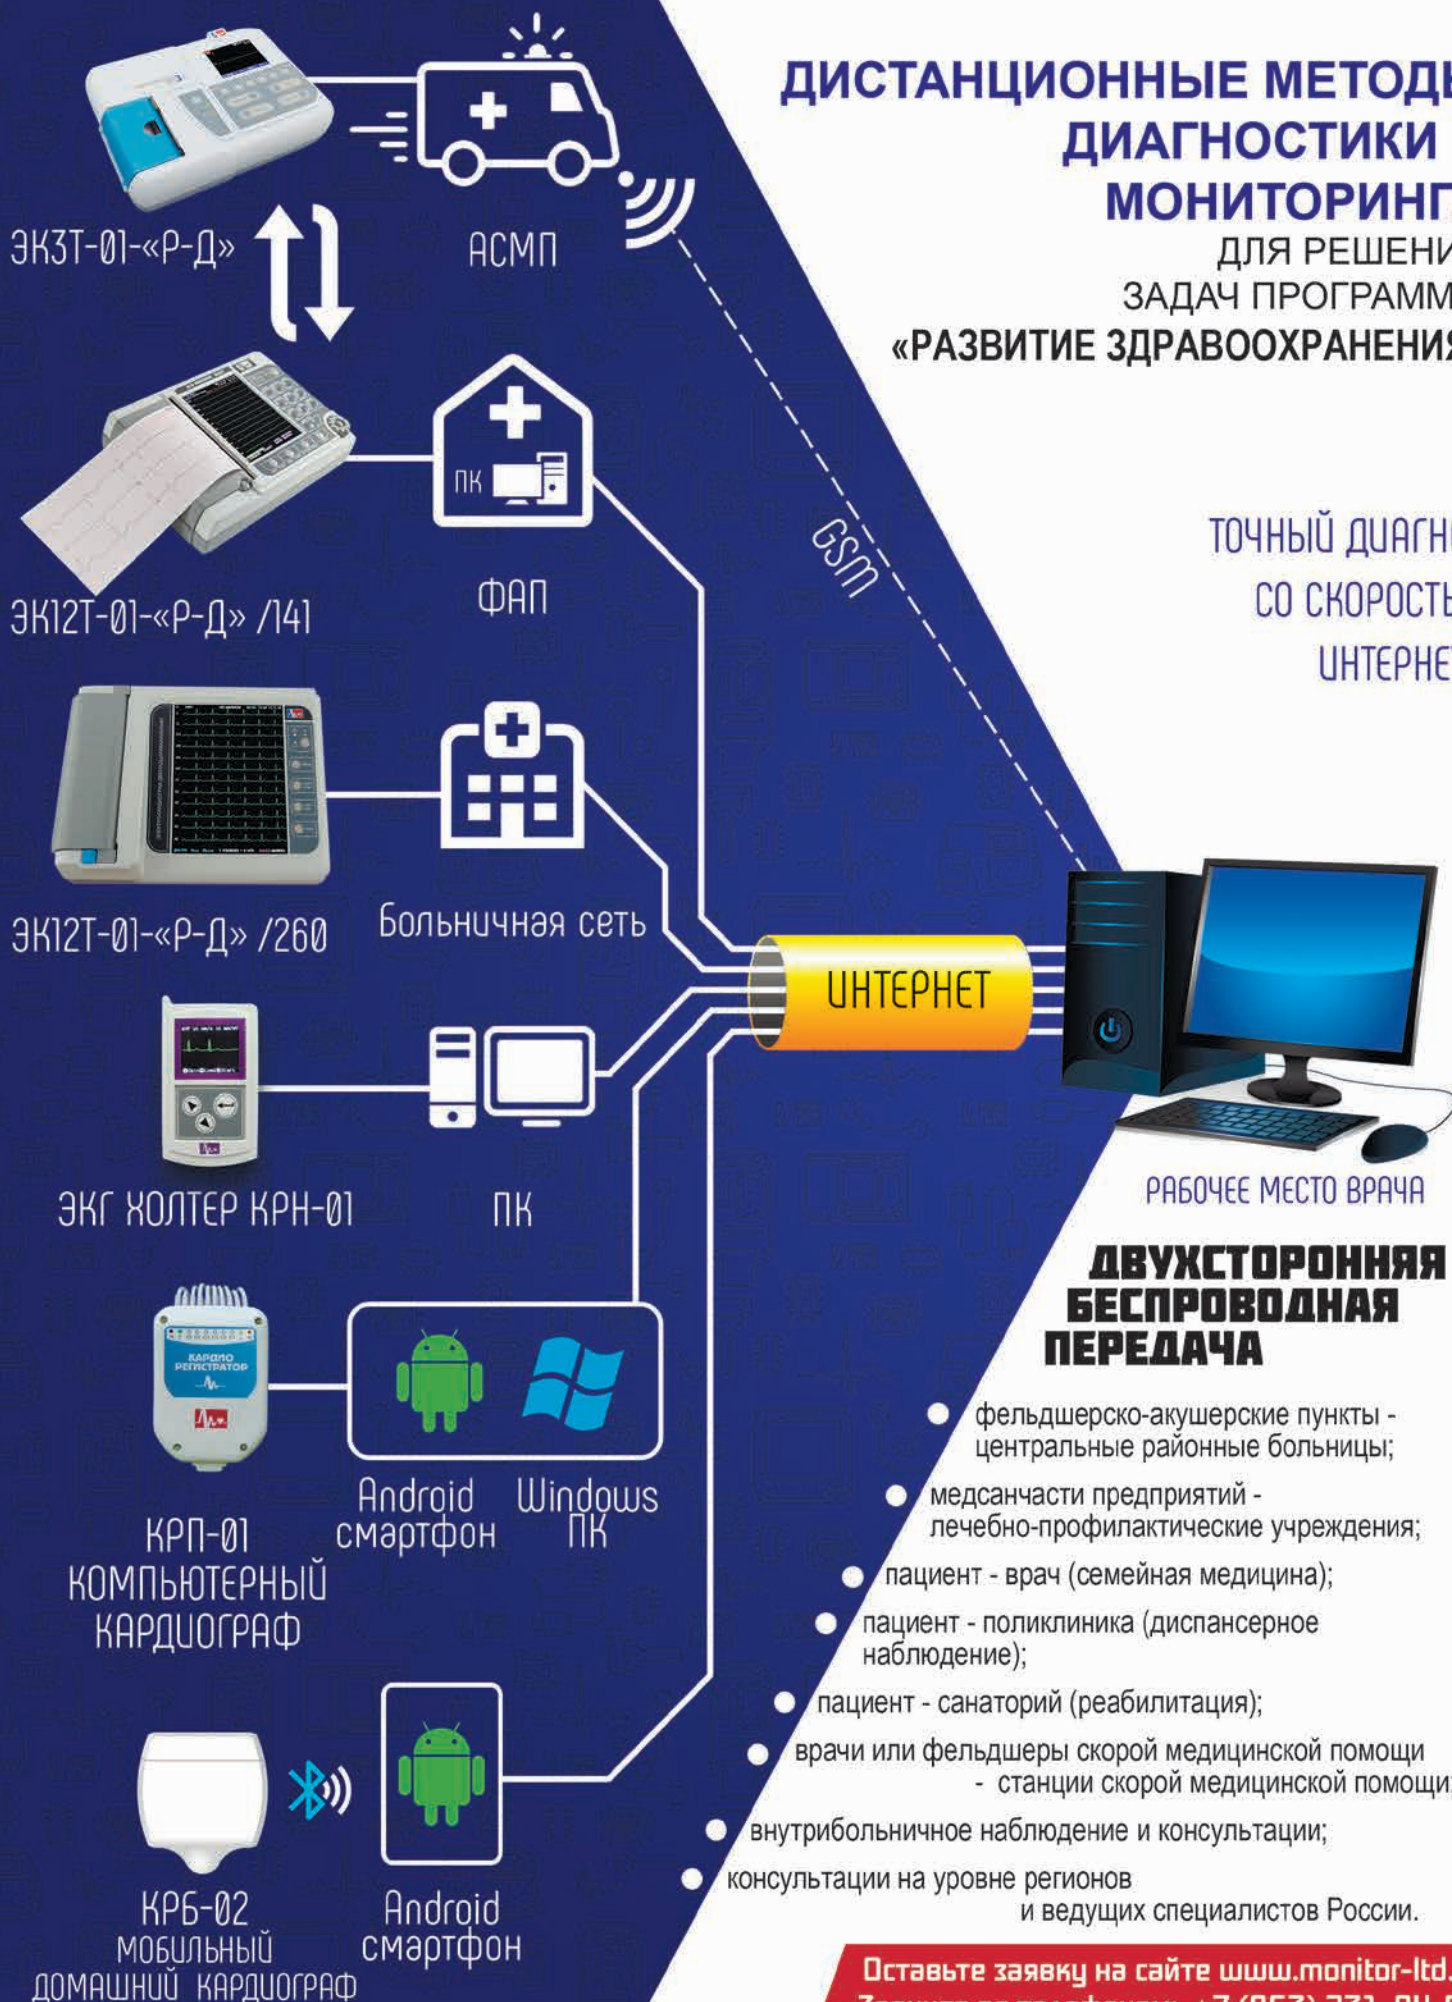 ДИСТАНЦИОННЫЕ МЕТОДЫ
ДИАГНОСТИКИ
МОНИТОРИНГ
ДЛЯ РЕШЕНИ
ЗАДАЧ ПРОГРАММ
«РАЗВИТИЕ ЗДРАВООХРАНЕНИЯ
ТОЧНЫЙ ДИАГН
СО СКОРОСТЬ
ИНТЕРНЕ
ЭК3Т-01-«Р-Д»
АСМП
GSM
ПК
ЭК12Т-01-«Р-Д» /141
ФАП
ЭК12Т-01-«Р-Д» /260
Больничная сеть
ИНТЕРНЕТ
ЭКГ ХОЛТЕР КРН-01
ПК
РАБОЧЕЕ МЕСТО ВРАЧА
КАРДИО
РЕГИСТРАТОР
КРП-01
КОМПЬЮТЕРНЫЙ
КАРДИОГРАФ
Android
смартфон
Windows
ПК
КРБ-02
МОБИЛЬНЫЙ
ДОМАШНИЙ КАРДИОГРАФ
Android
смартфон
ДВУХСТОРОННЯЯ
БЕСПРОВОДНАЯ
ПЕРЕДАЧА
фельдшерско-акушерские пункты -
центральные районные больницы;
медсанчасти предприятий -
лечебно-профилактические учреждения;
пациент - врач (семейная медицина);
пациент - поликлиника (диспансерное
наблюдение);
пациент - санаторий (реабилитация);
врачи или фельдшеры скорой медицинской помощи
- станции скорой медицинской помощи;
внутрибольничное наблюдение и консультации;
консультации на уровне регионов
и ведущих специалистов России.
Оставьте заявку на сайте www.monitor-ltd.